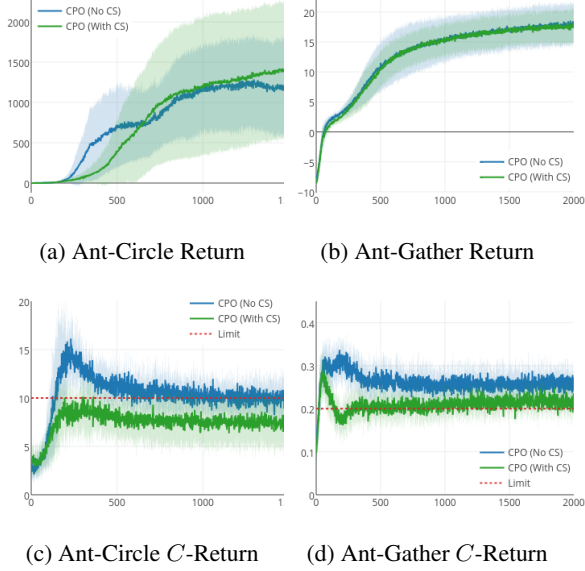 CPO (No CS)
CPO (With CS)
2000
1500
1000
500
0
0
500
1000
1
(a) Ant-Circle Return
20
15
10
5
0
−5
−10
CPO (No CS)
CPO (With CS)
0
500
1000
1500
2000
(b) Ant-Gather Return
20
15
10
5
0
CPO (No CS)
CPO (With CS)
Limit
0
500
1000
1
(c) Ant-Circle C-Return
0.4
0.3
0.2
0.1
0
CPO (No CS)
CPO (With CS)
Limit
0
500
1000
1500
2000
(d) Ant-Gather C-Return